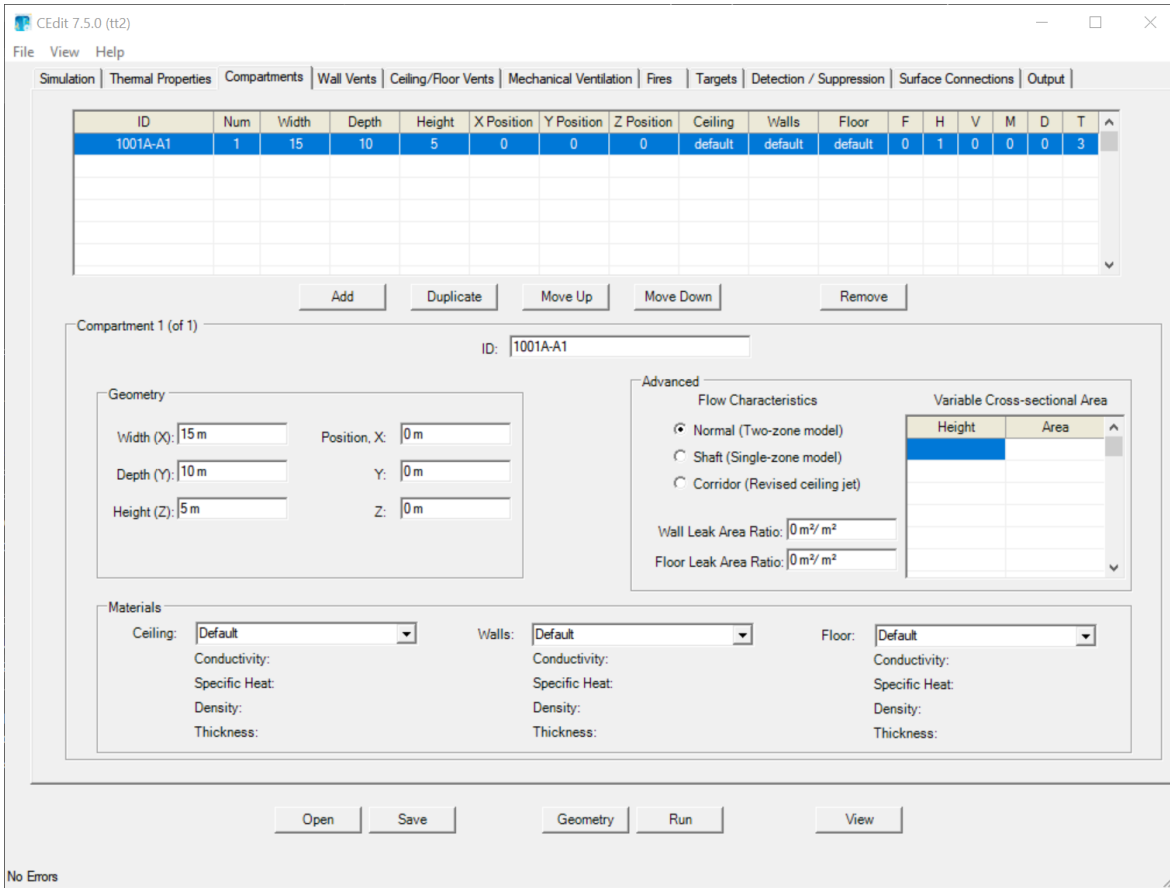 CEdit 7.5.0 (tt2)
File View Help
Simulation Thermal Properties Compartments Wall Vents Ceiling/Floor Vents Mechanical Ventilation Fires Targets Detection / Suppression Surface Connections Output
ID Num Width Depth Height X Position Y Position Z Position Ceiling Walls Floor F H V M D T
1001A-A1 1 15 10 5 0 0 0 default default default 0 1 0 0 0 3
Add Duplicate Move Up Move Down Remove
Compartment 1 (of 1)
ID: 1001A-A1
Geometry
Width (X): 15 m Position, X: 0 m
Depth (Y): 10 m Y: 0 m
Height (Z): 5 m Z: 0 m
Advanced
Flow Characteristics Variable Cross-sectional Area
Normal (Two-zone model) Height Area
Shaft (Single-zone model)
Corridor (Revised ceiling jet)
Wall Leak Area Ratio: 0 m²/ m²
Floor Leak Area Ratio: 0 m²/ m²
Materials
Ceiling: Default Walls: Default Floor: Default
Conductivity: Conductivity: Conductivity:
Specific Heat: Specific Heat: Specific Heat:
Density: Density: Density:
Thickness: Thickness: Thickness:
Open Save Geometry Run View
No Errors